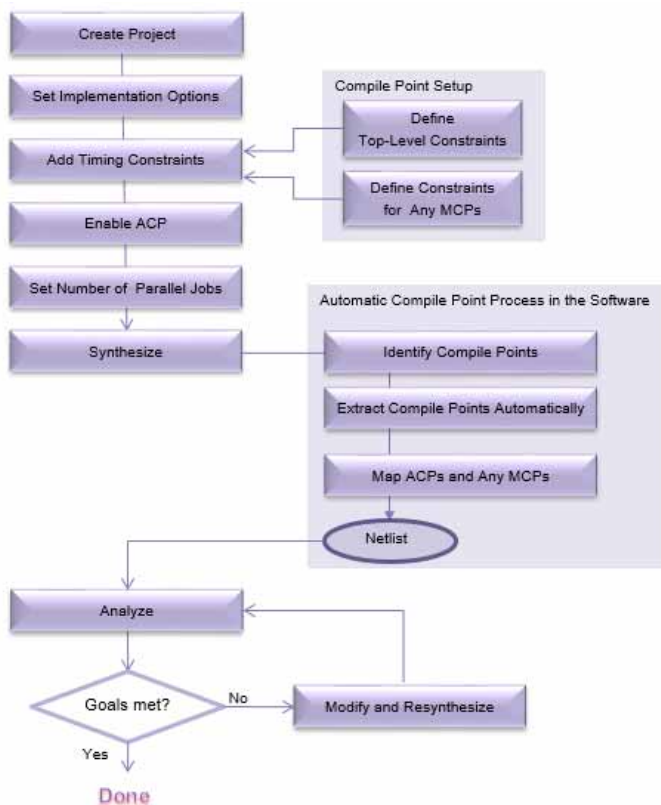 Create Project
Set Implementation Options
Compile Point Setup
Define
Top-Level Constraints
Add Timing Constraints
Define Constraints
for Any MCPs
Enable ACP
Set Number of Parallel Jobs
Automatic Compile Point Process in the Software
Synthesize
Identify Compile Points
Extract Compile Points Automatically
Map ACPs and Any MCPs
Netlist
Analyze
Goals met?
No
Modify and Resynthesize
Yes
Done